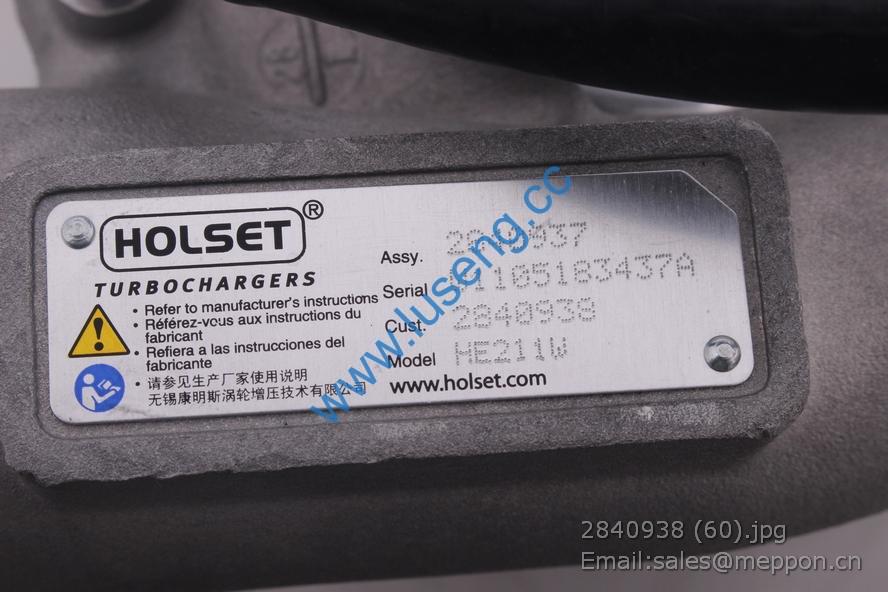 HOLSET®
TURBOCHARGERS
• Refer to manufacturer's instructions
• Référez-vous aux instructions du
fabricant
• Refiera a las instrucciones del
fabricante
• 请参见生产厂家使用说明
无锡康明斯涡轮增压技术有限公司
Assy. 2840937
Serial
Cust. 2840938
Model HE211W
www.holset.com
www.luseng.cc
2840938 (60).jpg
Email:sales@meppon.cn